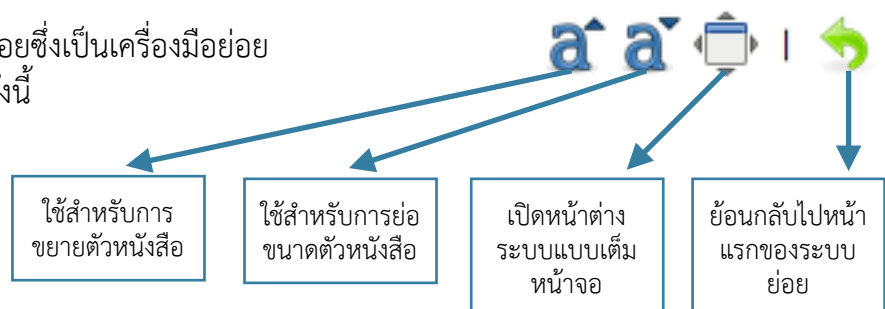 อยซึ่งเป็นเครื่องมือย่อย
งนี้
a a |
ใช้สำหรับการ
ขยายตัวหนังสือ
ใช้สำหรับการย่อ
ขนาดตัวหนังสือ
เปิดหน้าต่าง
ระบบแบบเต็ม
หน้าจอ
ย้อนกลับไปหน้า
แรกของระบบ
ย่อย